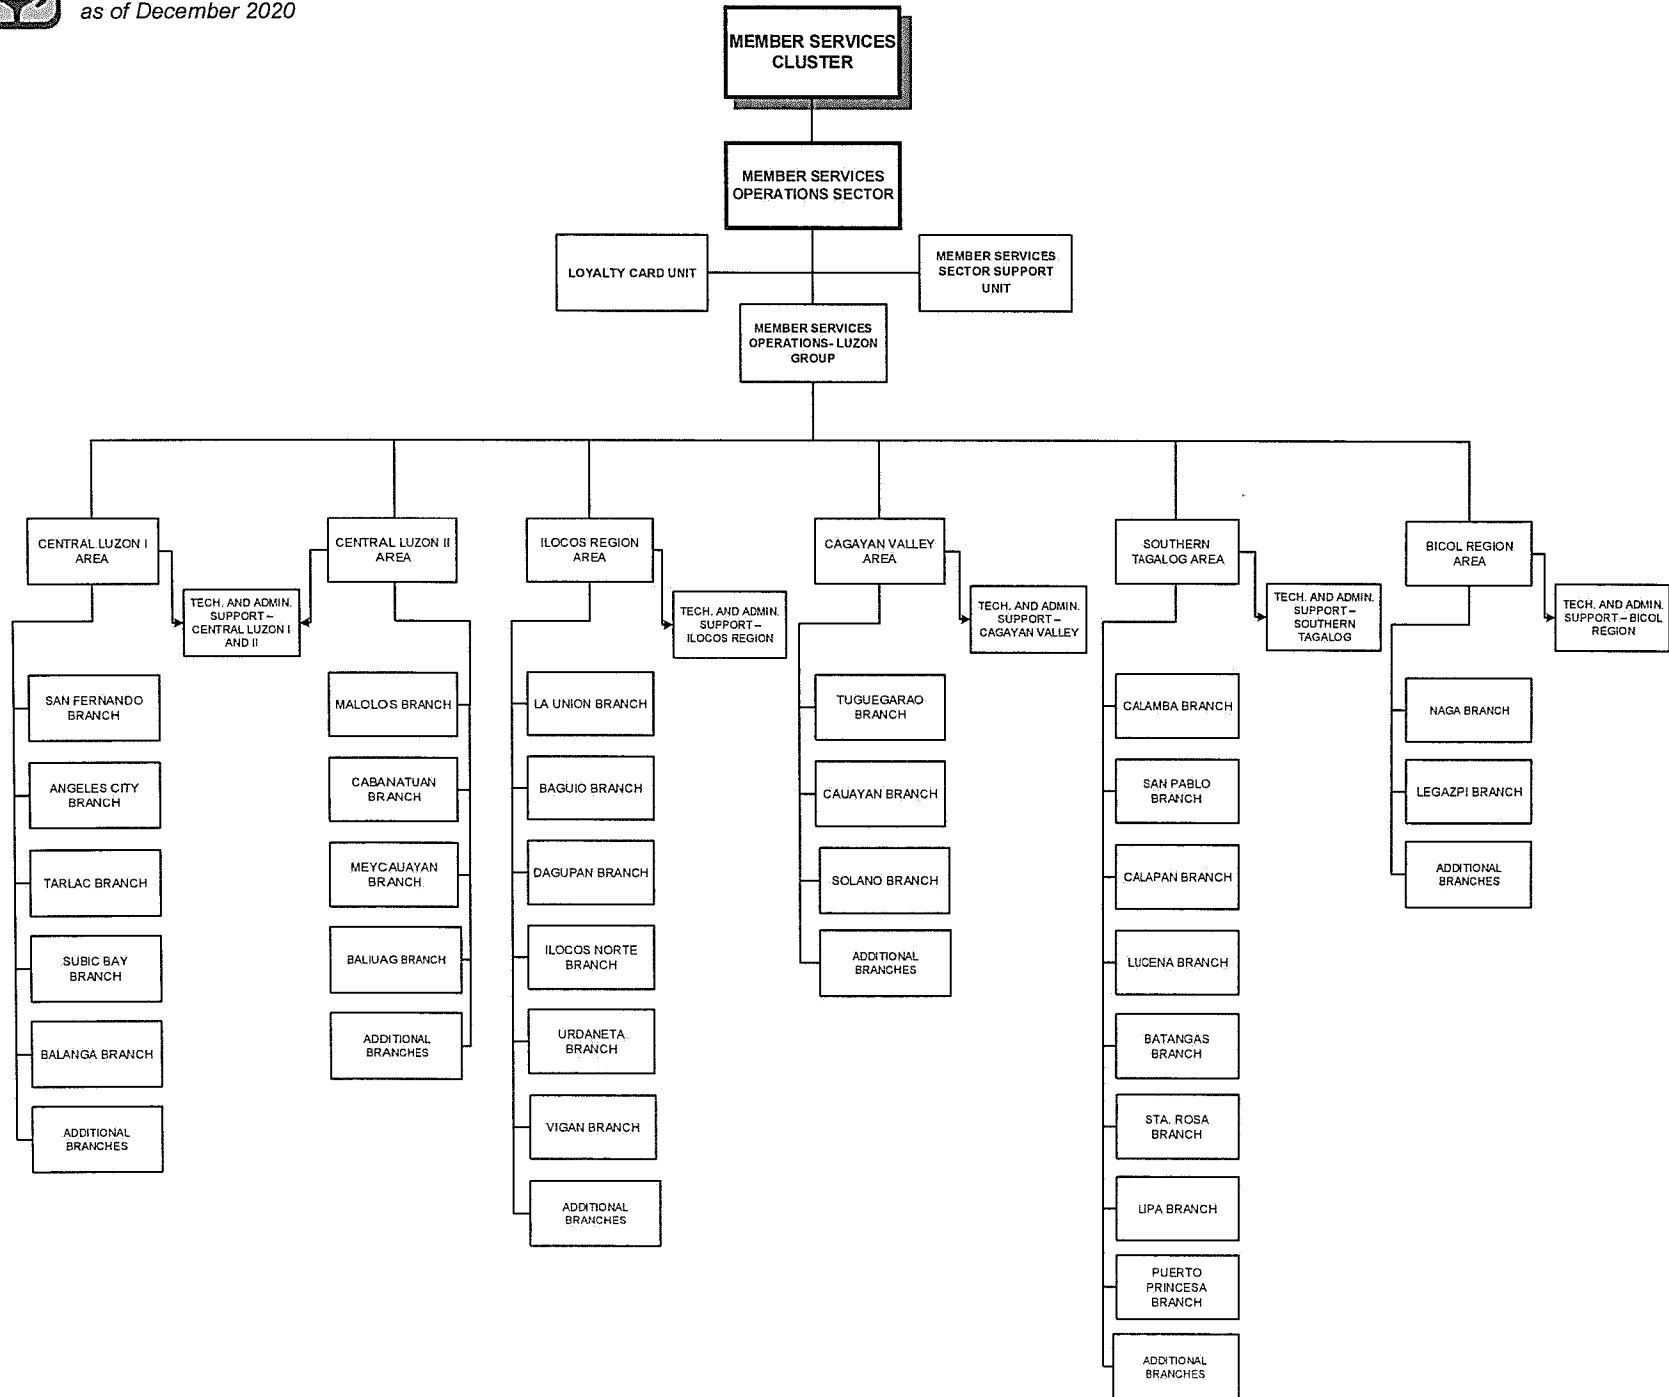 as of December 2020
MEMBER SERVICES
CLUSTER
MEMBER SERVICES
OPERATIONS SECTOR
LOYALTY CARD UNIT
MEMBER SERVICES
SECTOR SUPPORT
UNIT
MEMBER SERVICES
OPERATIONS- LUZON
GROUP
CENTRAL LUZON I
AREA
CENTRAL LUZON II
AREA
ILOCOS REGION
AREA
CAGAYAN VALLEY
AREA
SOUTHERN
TAGALOG AREA
BICOL REGION
AREA
TECH. AND ADMIN.
SUPPORT –
CENTRAL LUZON I
AND II
TECH. AND ADMIN.
SUPPORT –
ILOCOS REGION
TECH. AND ADMIN.
SUPPORT –
CAGAYAN VALLEY
TECH. AND ADMIN.
SUPPORT –
SOUTHERN
TAGALOG
TECH. AND ADMIN.
SUPPORT – BICOL
REGION
SAN FERNANDO
BRANCH
ANGELES CITY
BRANCH
TARLAC BRANCH
SUBIC BAY
BRANCH
BALANGA BRANCH
ADDITIONAL
BRANCHES
MALOLOS BRANCH
CABANATUAN
BRANCH
MEYCAUAYAN
BRANCH
BALIUAG BRANCH
ADDITIONAL
BRANCHES
LA UNION BRANCH
BAGUIO BRANCH
DAGUPAN BRANCH
ILOCOS NORTE
BRANCH
URDANETA
BRANCH
VIGAN BRANCH
ADDITIONAL
BRANCHES
TUGUEGARAO
BRANCH
CAUAYAN BRANCH
SOLANO BRANCH
ADDITIONAL
BRANCHES
CALAMBA BRANCH
SAN PABLO
BRANCH
CALAPAN BRANCH
LUCENA BRANCH
BATANGAS
BRANCH
STA. ROSA
BRANCH
LIPA BRANCH
PUERTO
PRINCESA
BRANCH
ADDITIONAL
BRANCHES
NAGA BRANCH
LEGAZPI BRANCH
ADDITIONAL
BRANCHES